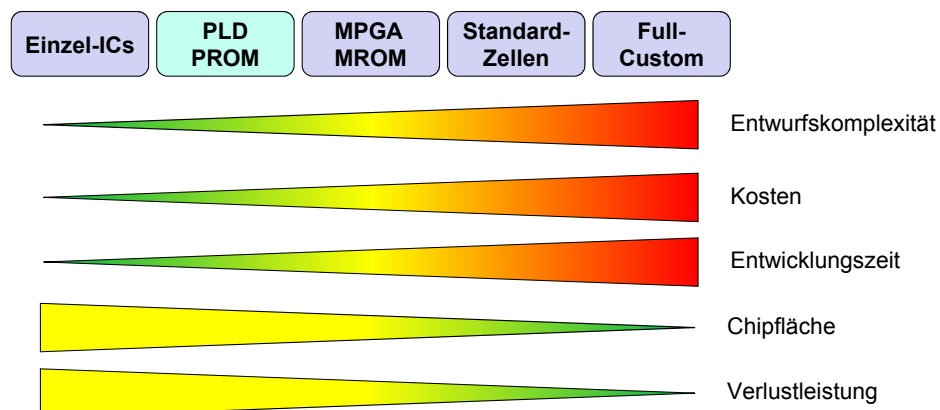 Einzel-ICs
PLD
PROM
MPGA
MROM
Standard-
Zellen
Full-
Custom
Entwurfskomplexität
Kosten
Entwicklungszeit
Chipfläche
Verlustleistung